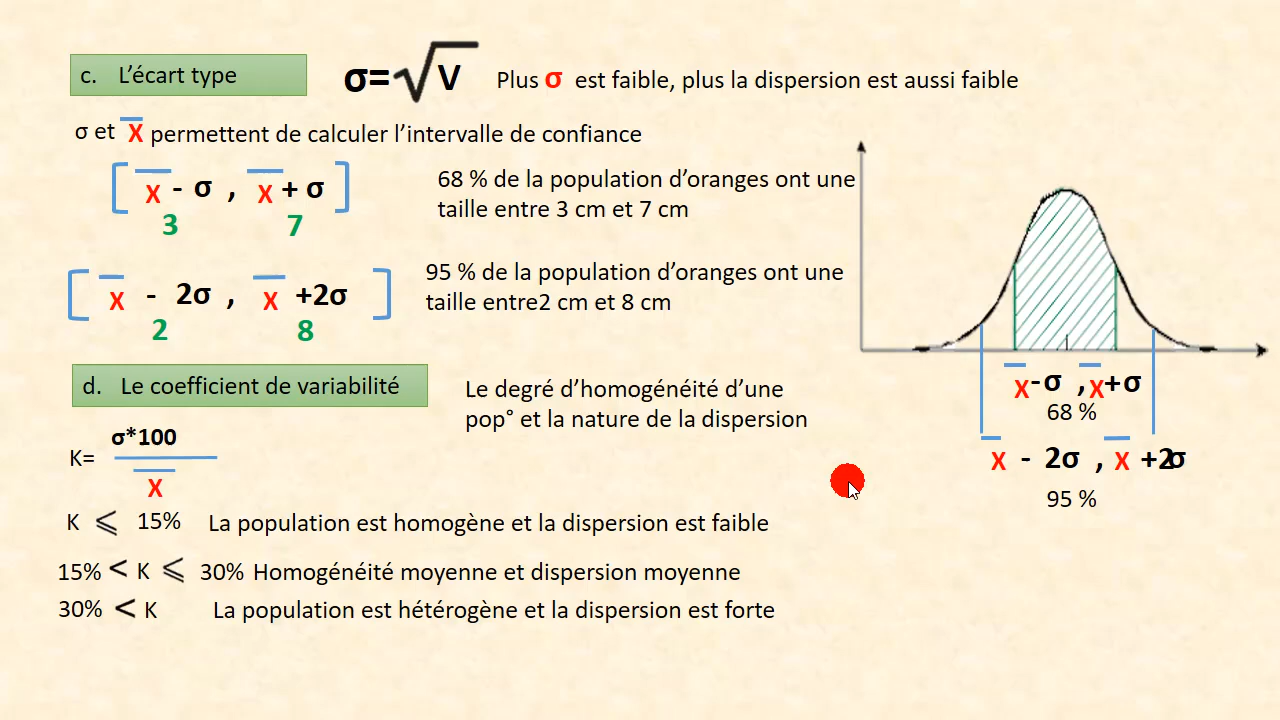 c. L'écart type
σ=√V
Plus σ est faible, plus la dispersion est aussi faible
σ et X̅ permettent de calculer l'intervalle de confiance
[ X̅ - σ , X̅ + σ ]
3 7
68 % de la population d'oranges ont une
taille entre 3 cm et 7 cm
[ X̅ - 2σ , X̅ +2σ ]
2 8
95 % de la population d'oranges ont une
taille entre2 cm et 8 cm
d. Le coefficient de variabilité
Le degré d'homogénéité d'une
pop° et la nature de la dispersion
σ*100
K=
X̅
K ⩽ 15% La population est homogène et la dispersion est faible
15% < K ⩽ 30% Homogénéité moyenne et dispersion moyenne
30% < K La population est hétérogène et la dispersion est forte
X̅-σ ,X̅+σ
68 %
X̅ - 2σ , X̅ +2σ
95 %